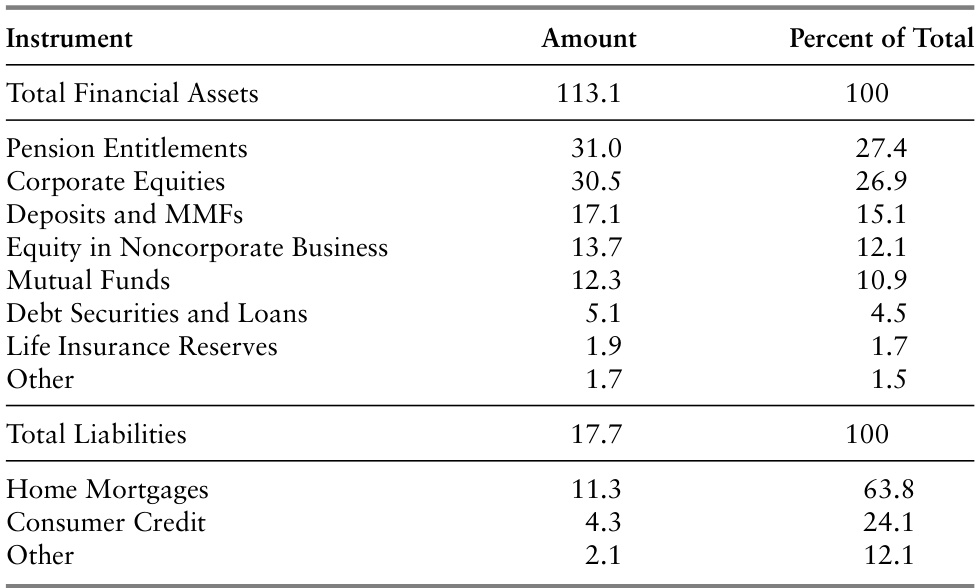 Instrument Amount Percent of Total
Total Financial Assets 113.1 100
Pension Entitlements 31.0 27.4
Corporate Equities 30.5 26.9
Deposits and MMFs 17.1 15.1
Equity in Noncorporate Business 13.7 12.1
Mutual Funds 12.3 10.9
Debt Securities and Loans 5.1 4.5
Life Insurance Reserves 1.9 1.7
Other 1.7 1.5
Total Liabilities 17.7 100
Home Mortgages 11.3 63.8
Consumer Credit 4.3 24.1
Other 2.1 12.1